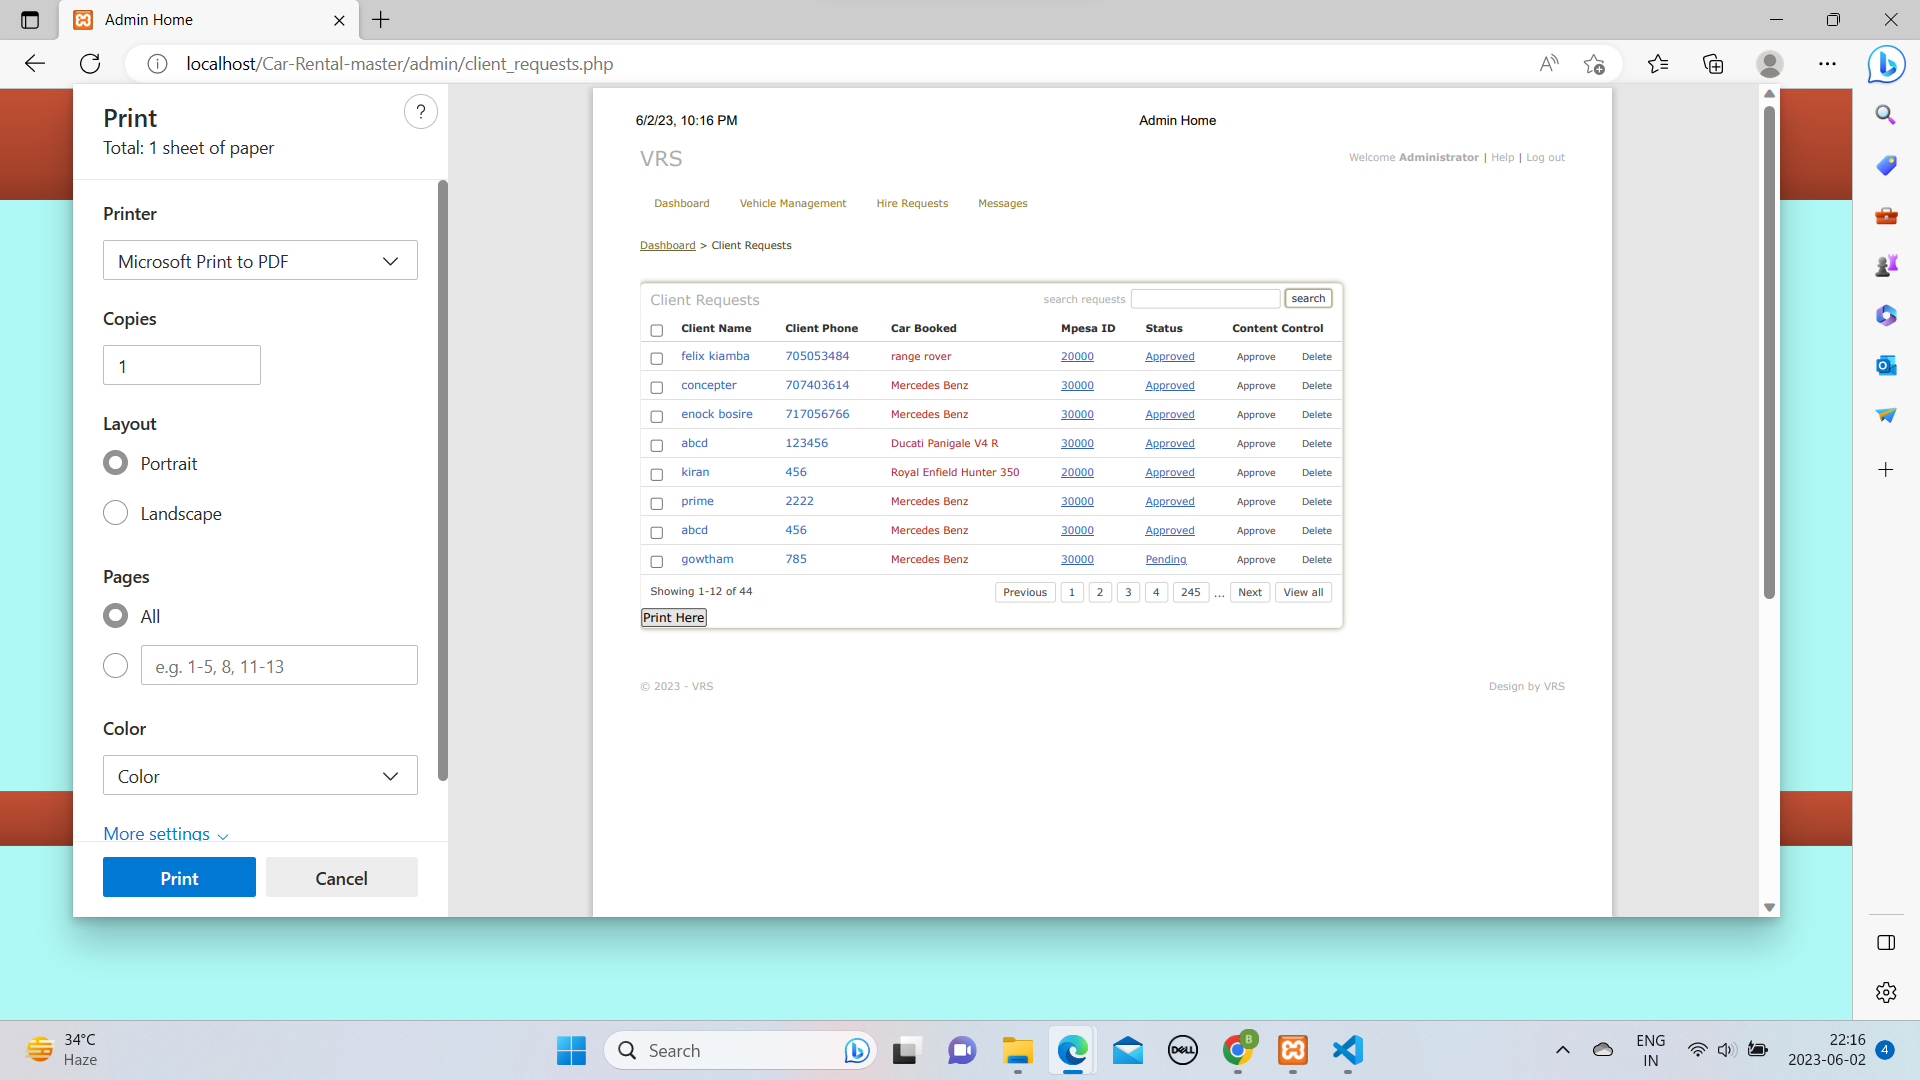 Admin Home
localhost/Car-Rental-master/admin/client_requests.php
Print
?
Total: 1 sheet of paper
Printer
Microsoft Print to PDF
Copies
1
Layout
Portrait
Landscape
Pages
All
e.g. 1-5, 8, 11-13
Color
Color
More settings
Print Cancel
6/2/23, 10:16 PM Admin Home
VRS
Welcome Administrator | Help | Log out
Dashboard Vehicle Management Hire Requests Messages
Dashboard > Client Requests
Client Requests search requests search
Client Name Client Phone Car Booked Mpesa ID Status Content Control
felix kiamba 705053484 range rover 20000 Approved Approve Delete
concepter 707403614 Mercedes Benz 30000 Approved Approve Delete
enock bosire 717056766 Mercedes Benz 30000 Approved Approve Delete
abcd 123456 Ducati Panigale V4 R 30000 Approved Approve Delete
kiran 456 Royal Enfield Hunter 350 20000 Approved Approve Delete
prime 2222 Mercedes Benz 30000 Approved Approve Delete
abcd 456 Mercedes Benz 30000 Approved Approve Delete
gowtham 785 Mercedes Benz 30000 Pending Approve Delete
Showing 1-12 of 44 Previous 1 2 3 4 245 ... Next View all
Print Here
© 2023 - VRS Design by VRS
34°C
Haze
Search
DELL
B
ENG
IN
22:16
2023-06-02
4